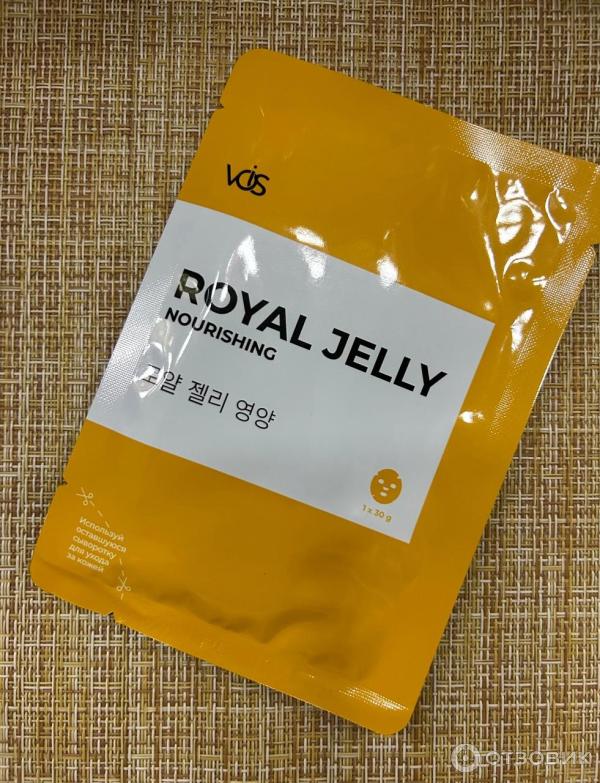 VOIS
ROYAL JELLY
NOURISHING
로얄 젤리 영양
1 x 30 g
Используй
оставшуюся
сыворотку
для ухода
за кожей
ОТЗОВИК